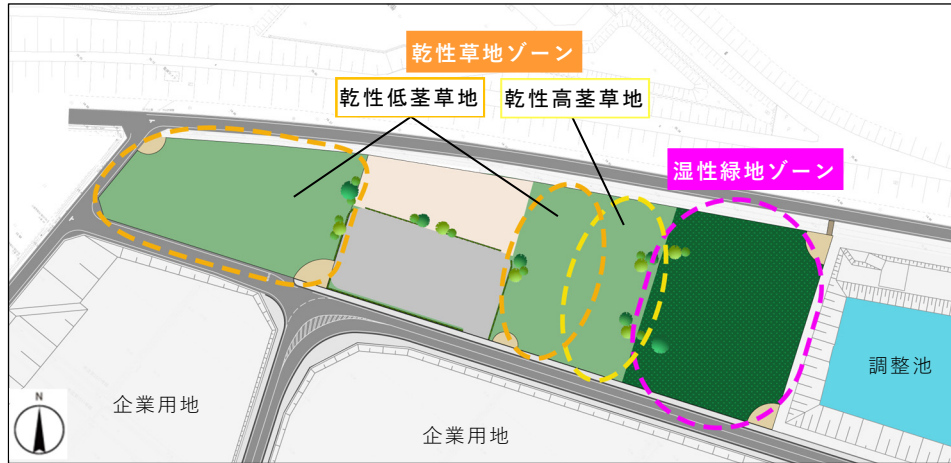 乾性草地ゾーン
乾性低茎草地
乾性高茎草地
湿性緑地ゾーン
調整池
企業用地
企業用地
N